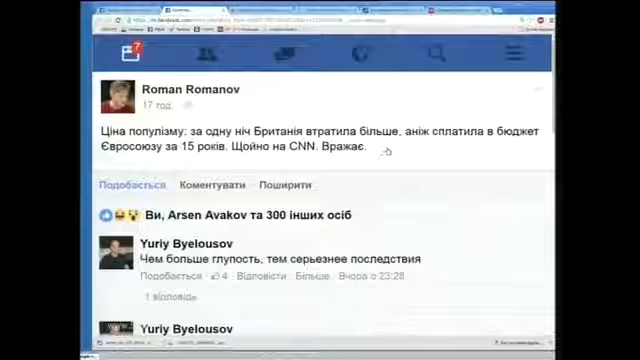 7
Roman Romanov
17 год
Ціна популізму: за одну ніч Британія втратила більше, аніж сплатила в бюджет
Євросоюзу за 15 років. Щойно на CNN. Вражає.
Подобається Коментувати Поширити
Ви, Arsen Avakov та 300 інших осіб
Yuriy Byelousov
Чем больше глупость, тем серьезнее последствия
Подобається · 4 · Відповісти · Більше · Вчора о 23:28
1 відповідь
Yuriy Byelousov